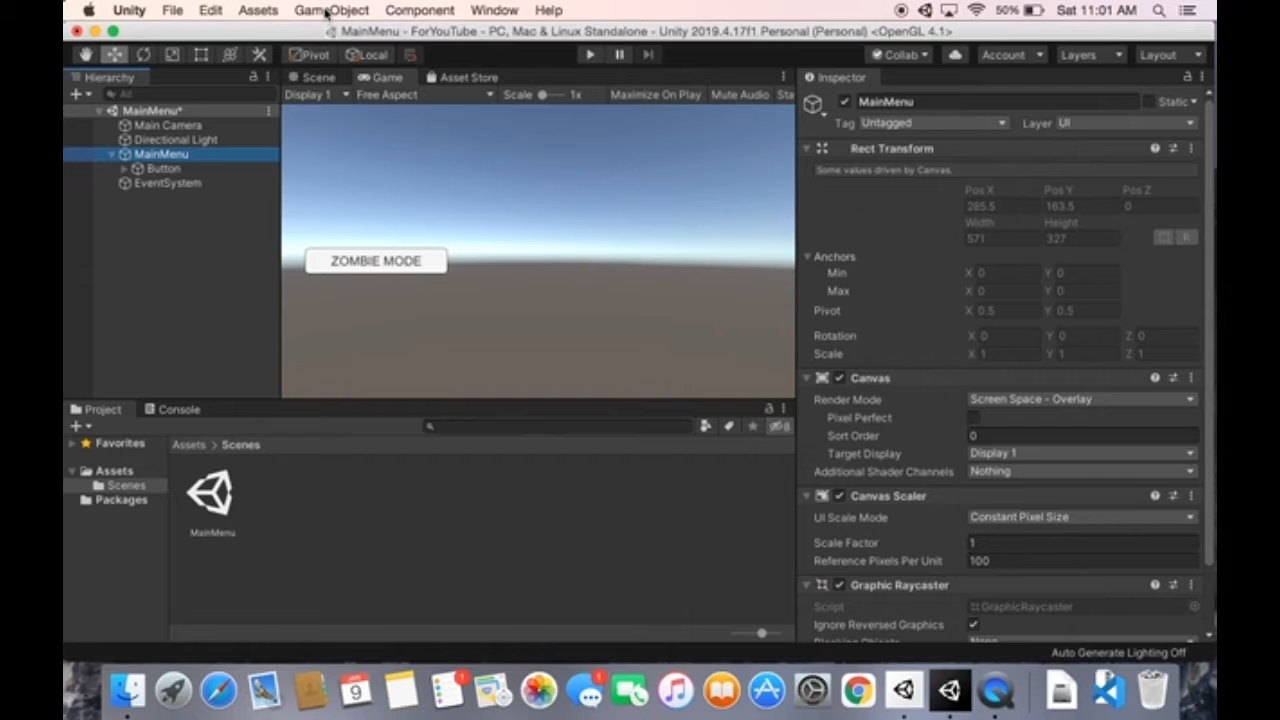 Unity File Edit Assets GameObject Component Window Help 50% Sat 11:01 AM
MainMenu - ForYouTube - PC, Mac & Linux Standalone - Unity 2019.4.17f1 Personal (Personal) <OpenGL 4.1>
Pivot Local Collab Account Layers Layout
Hierarchy Scene Game Asset Store Inspector
All Display 1 Free Aspect Scale 1x Maximize On Play Mute Audio Sta
MainMenu Static
Tag Untagged Layer UI
MainMenu*
Main Camera
Directional Light
MainMenu
Button
EventSystem
ZOMBIE MODE
Rect Transform
Some values driven by Canvas.
Pos X Pos Y Pos Z
285.5 163.5 0
Width Height
571 327 R
Anchors
Min X 0 Y 0
Max X 0 Y 0
Pivot X 0.5 Y 0.5
Rotation X 0 Y 0 Z 0
Scale X 1 Y 1 Z 1
Canvas
Render Mode Screen Space - Overlay
Pixel Perfect
Sort Order 0
Target Display Display 1
Additional Shader Channels Nothing
Canvas Scaler
UI Scale Mode Constant Pixel Size
Scale Factor 1
Reference Pixels Per Unit 100
Graphic Raycaster
Script GraphicRaycaster
Ignore Reversed Graphics
Project Console
Favorites
Assets
Scenes
Packages
Assets > Scenes
MainMenu
8
Auto Generate Lighting Off
9
1
1